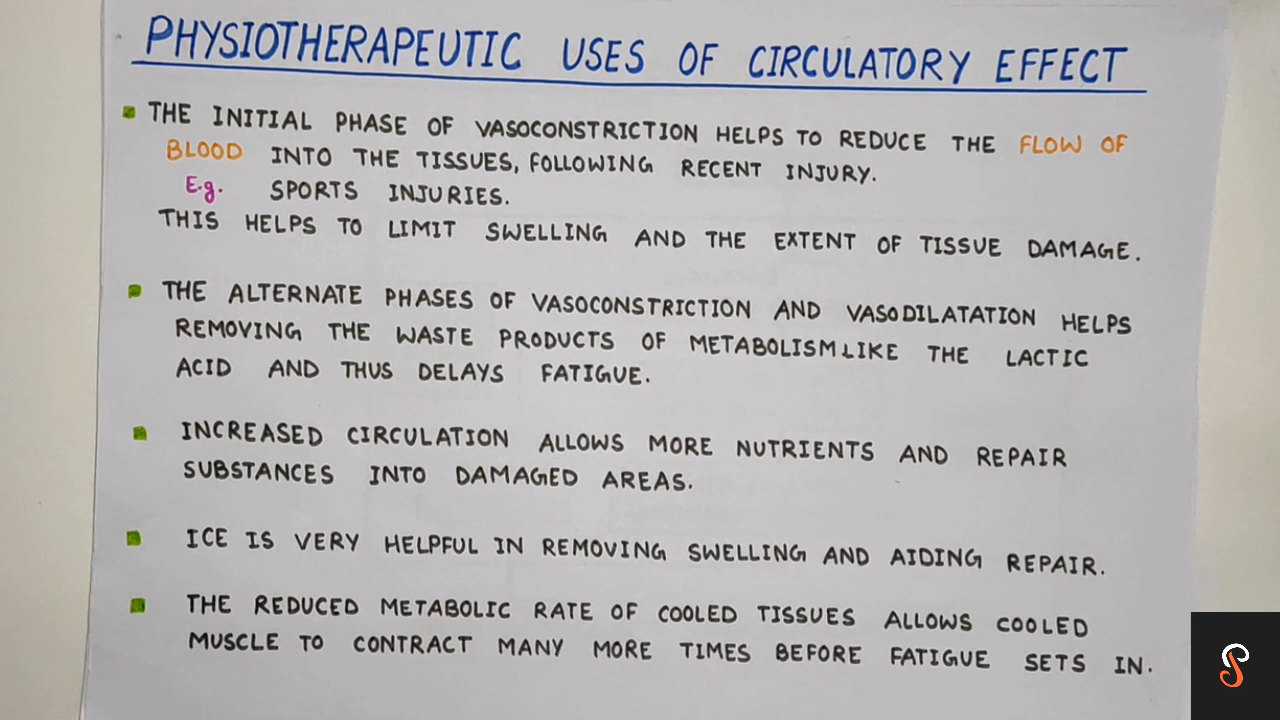 PHYSIOTHERAPEUTIC USES OF CIRCULATORY EFFECT
THE INITIAL PHASE OF VASOCONSTRICTION HELPS TO REDUCE THE FLOW OF
BLOOD INTO THE TISSUES, FOLLOWING RECENT INJURY.
E.g. SPORTS INJURIES.
THIS HELPS TO LIMIT SWELLING AND THE EXTENT OF TISSUE DAMAGE.
THE ALTERNATE PHASES OF VASOCONSTRICTION AND VASODILATATION HELPS
REMOVING THE WASTE PRODUCTS OF METABOLISM LIKE THE LACTIC
ACID AND THUS DELAYS FATIGUE.
INCREASED CIRCULATION ALLOWS MORE NUTRIENTS AND REPAIR
SUBSTANCES INTO DAMAGED AREAS.
ICE IS VERY HELPFUL IN REMOVING SWELLING AND AIDING REPAIR.
THE REDUCED METABOLIC RATE OF COOLED TISSUES ALLOWS COOLED
MUSCLE TO CONTRACT MANY MORE TIMES BEFORE FATIGUE SETS IN.